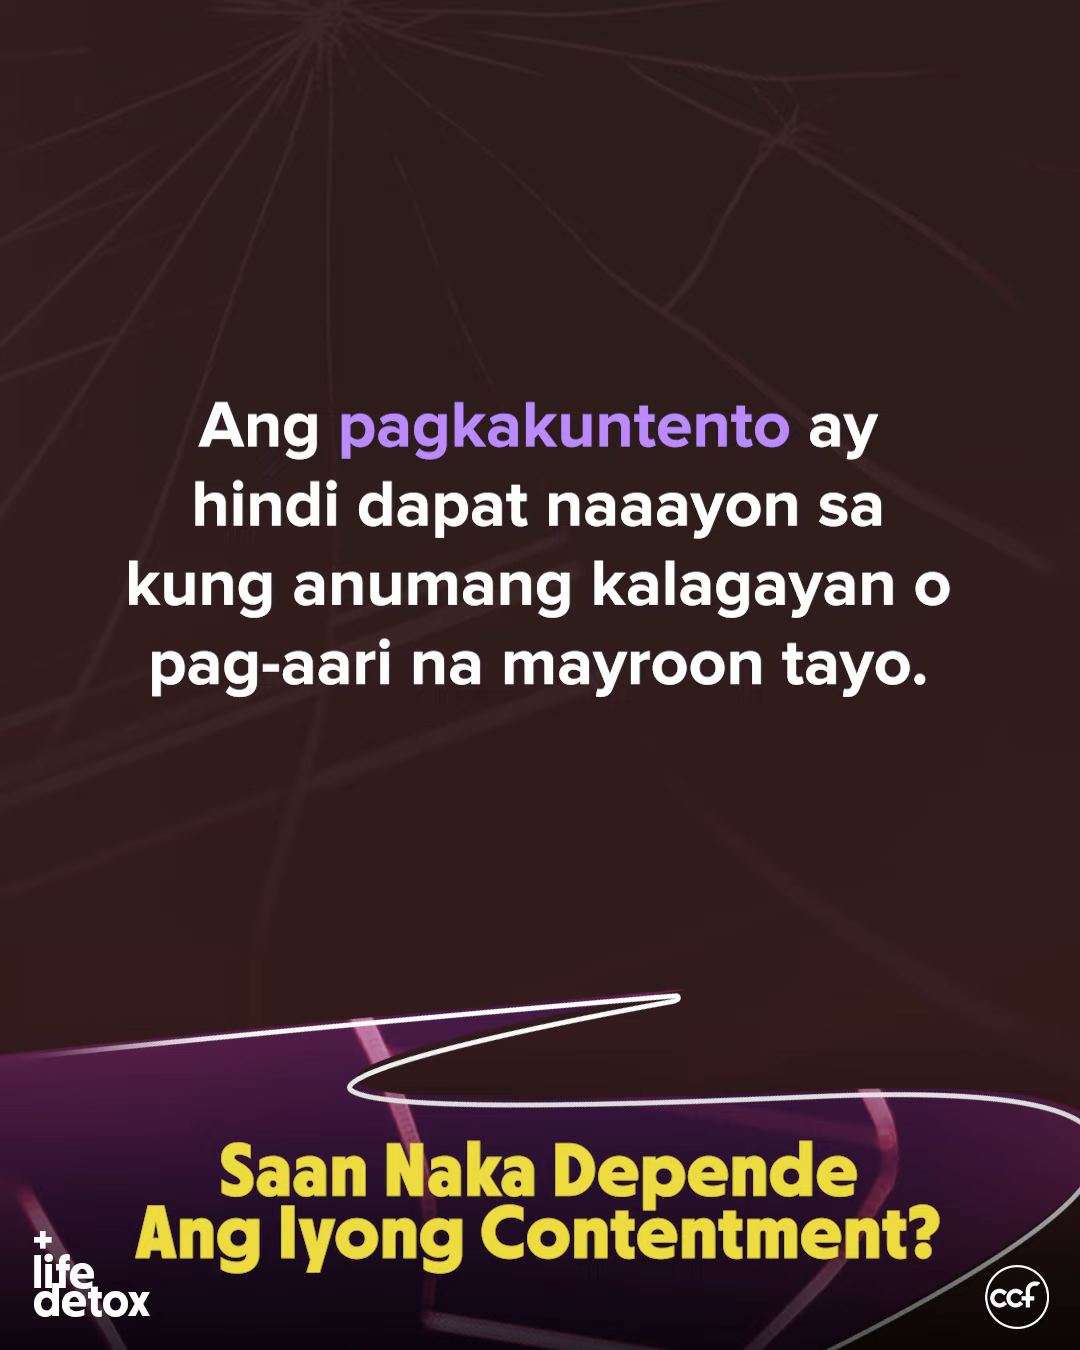 Ang pagkakuntento ay
hindi dapat naaayon sa
kung anumang kalagayan o
pag-aari na mayroon tayo.
Saan Naka Depende
Ang Iyong Contentment?
+
life
detox
ccf